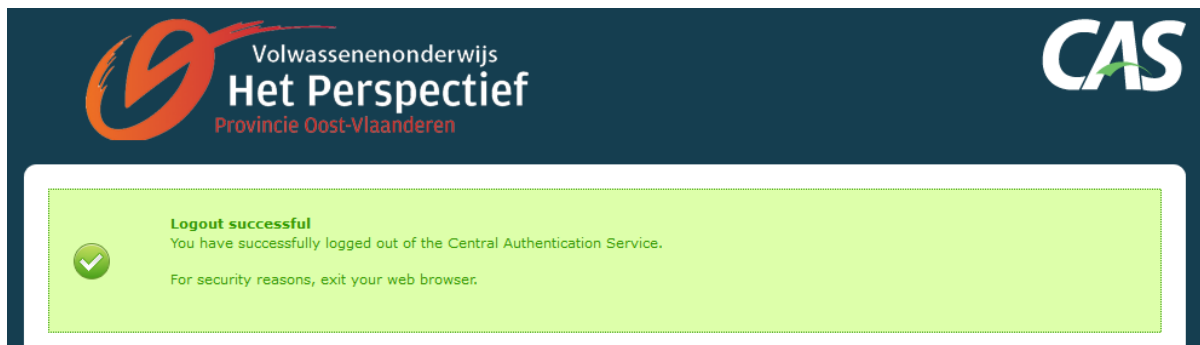 Volwassenenonderwijs
Het Perspectief
Provincie Oost-Vlaanderen
CAS
Logout successful
You have successfully logged out of the Central Authentication Service.
For security reasons, exit your web browser.